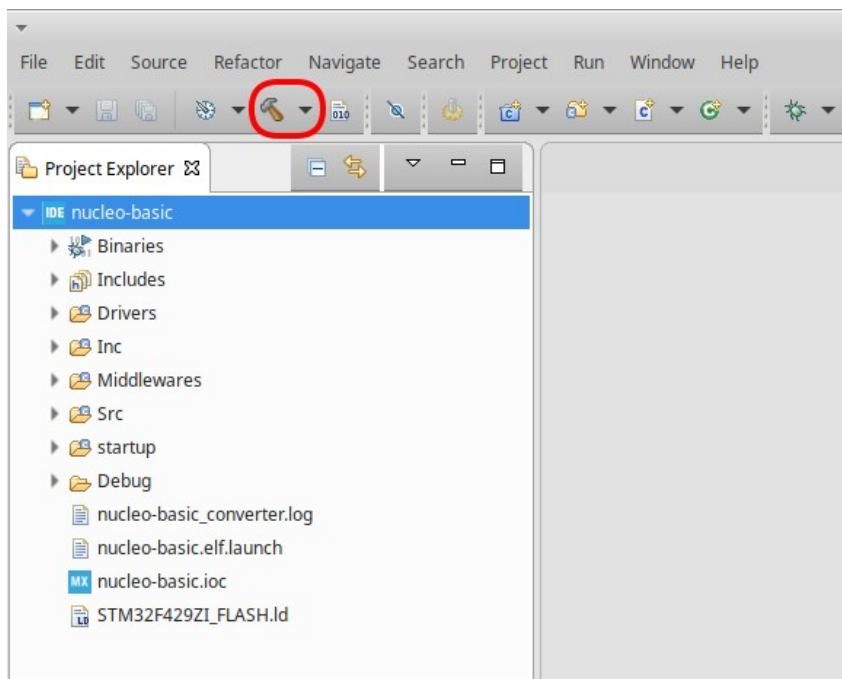 File Edit Source Refactor Navigate Search Project Run Window Help
010
Project Explorer
IDE nucleo-basic
Binaries
Includes
Drivers
Inc
Middlewares
Src
startup
Debug
nucleo-basic_converter.log
nucleo-basic.elf.launch
MX nucleo-basic.ioc
STM32F429ZI_FLASH.ld